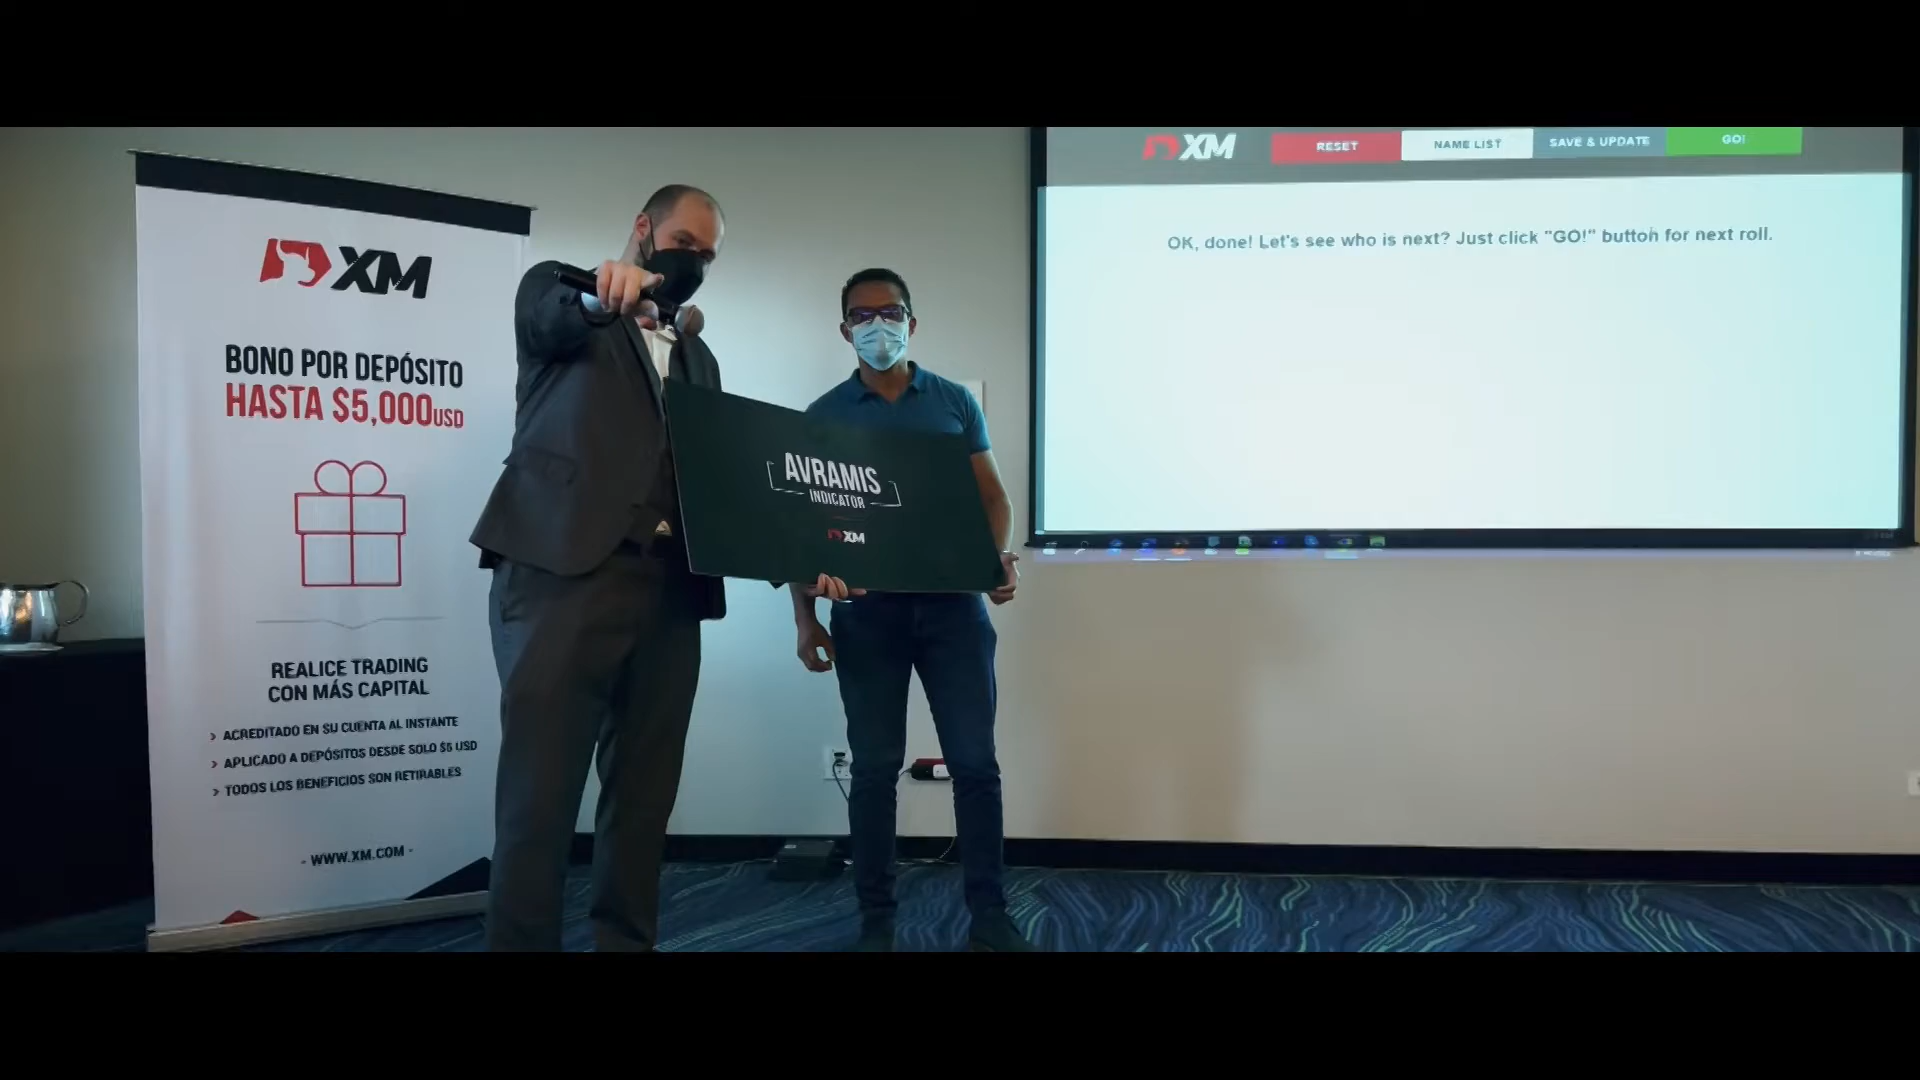 XM
BONO POR DEPÓSITO
HASTA $5,000USD
REALICE TRADING
CON MÁS CAPITAL
› ACREDITADO EN SU CUENTA AL INSTANTE
› APLICADO A DEPÓSITOS DESDE SOLO $5 USD
› TODOS LOS BENEFICIOS SON RETIRABLES
- WWW.XM.COM -
AVRAMIS
INDICATOR
XM
XM RESET NAME LIST SAVE & UPDATE GO!
OK, done! Let's see who is next? Just click "GO!" button for next roll.